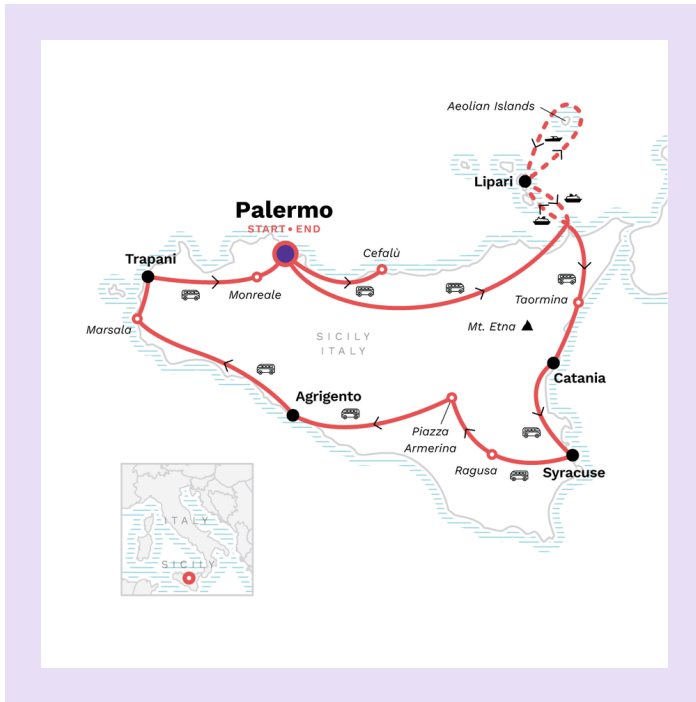 Aeolian Islands
Lipari
Palermo
START • END
Cefalù
Trapani
Monreale
Taormina
Marsala
Mt. Etna
SICILY
ITALY
Catania
Agrigento
Piazza
Armerina
Ragusa
Syracuse
ITALY
SICILY